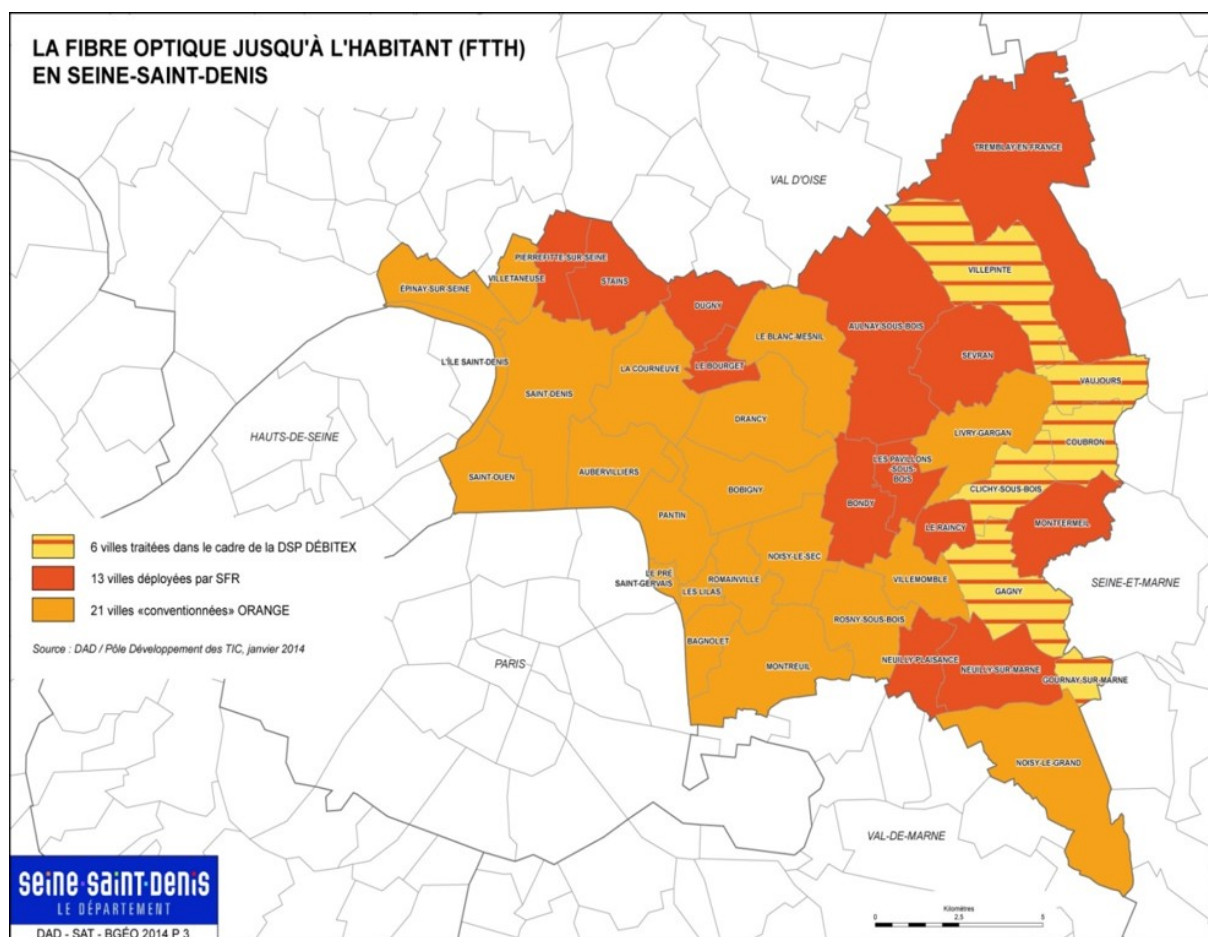 LA FIBRE OPTIQUE JUSQU'À L'HABITANT (FTTH)
EN SEINE-SAINT-DENIS
TREMBLAY-EN-FRANCE
VAL D'OISE
PIERREFITTE-SUR-SEINE
VILLETANEUSE
STAINS
VILLEPINTE
ÉPINAY-SUR-SEINE
DUGNY
AULNAY-SOUS-BOIS
LE BLANC-MESNIL
SEVRAN
L'ÎLE SAINT-DENIS
LE BOURGET
LA COURNEUVE
VAUJOURS
SAINT-DENIS
DRANCY
LIVRY-GARGAN
HAUTS-DE-SEINE
COUBRON
LES PAVILLONS
-SOUS-
BOIS
AUBERVILLIERS
SAINT-OUEN
BOBIGNY
CLICHY-SOUS-BOIS
BONDY
PANTIN
LE RAINCY
MONTFERMEIL
6 villes traitées dans le cadre de la DSP DÉBITEX
13 villes déployées par SFR
21 villes «conventionnées» ORANGE
NOISY-LE-SEC
LE PRÉ
SAINT-GERVAIS
ROMAINVILLE
VILLEMOMBLE
SEINE-ET-MARNE
LES LILAS
GAGNY
ROSNY-SOUS-BOIS
Source : DAD / Pôle Développement des TIC, janvier 2014
BAGNOLET
PARIS
MONTREUIL
NEUILLY-PLAISANCE
NEUILLY-SUR-MARNE
GOURNAY-SUR-MARNE
NOISY-LE-GRAND
VAL-DE-MARNE
seine-saint-denis
LE DÉPARTEMENT
DAD - SAT - BGÉO 2014 P 3
Kilomètres
0 2,5 5